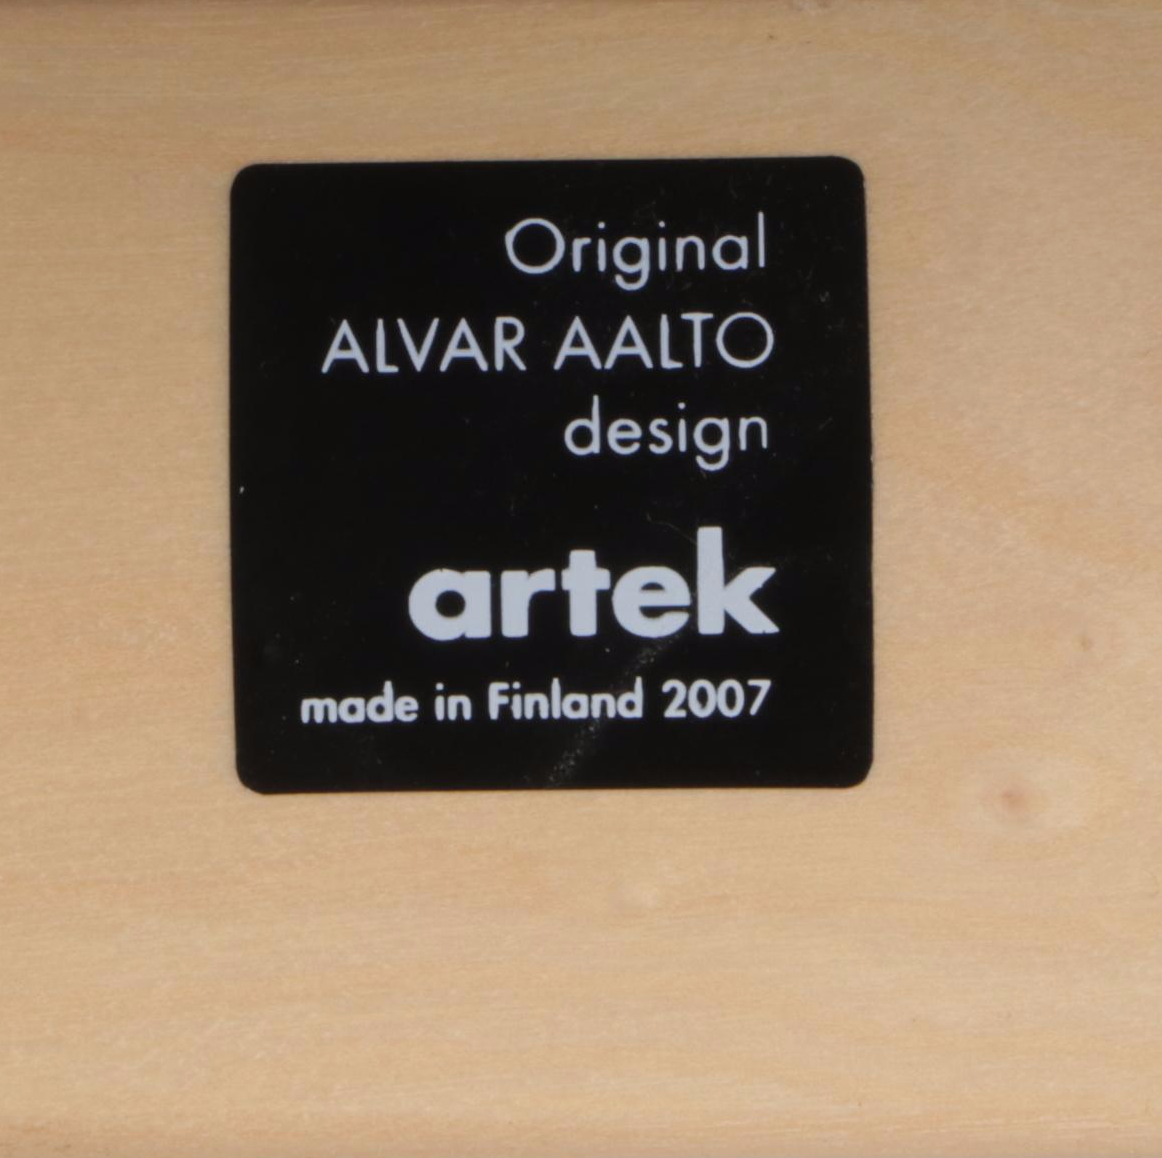 Original
ALVAR AALTO
design
artek
made in Finland 2007